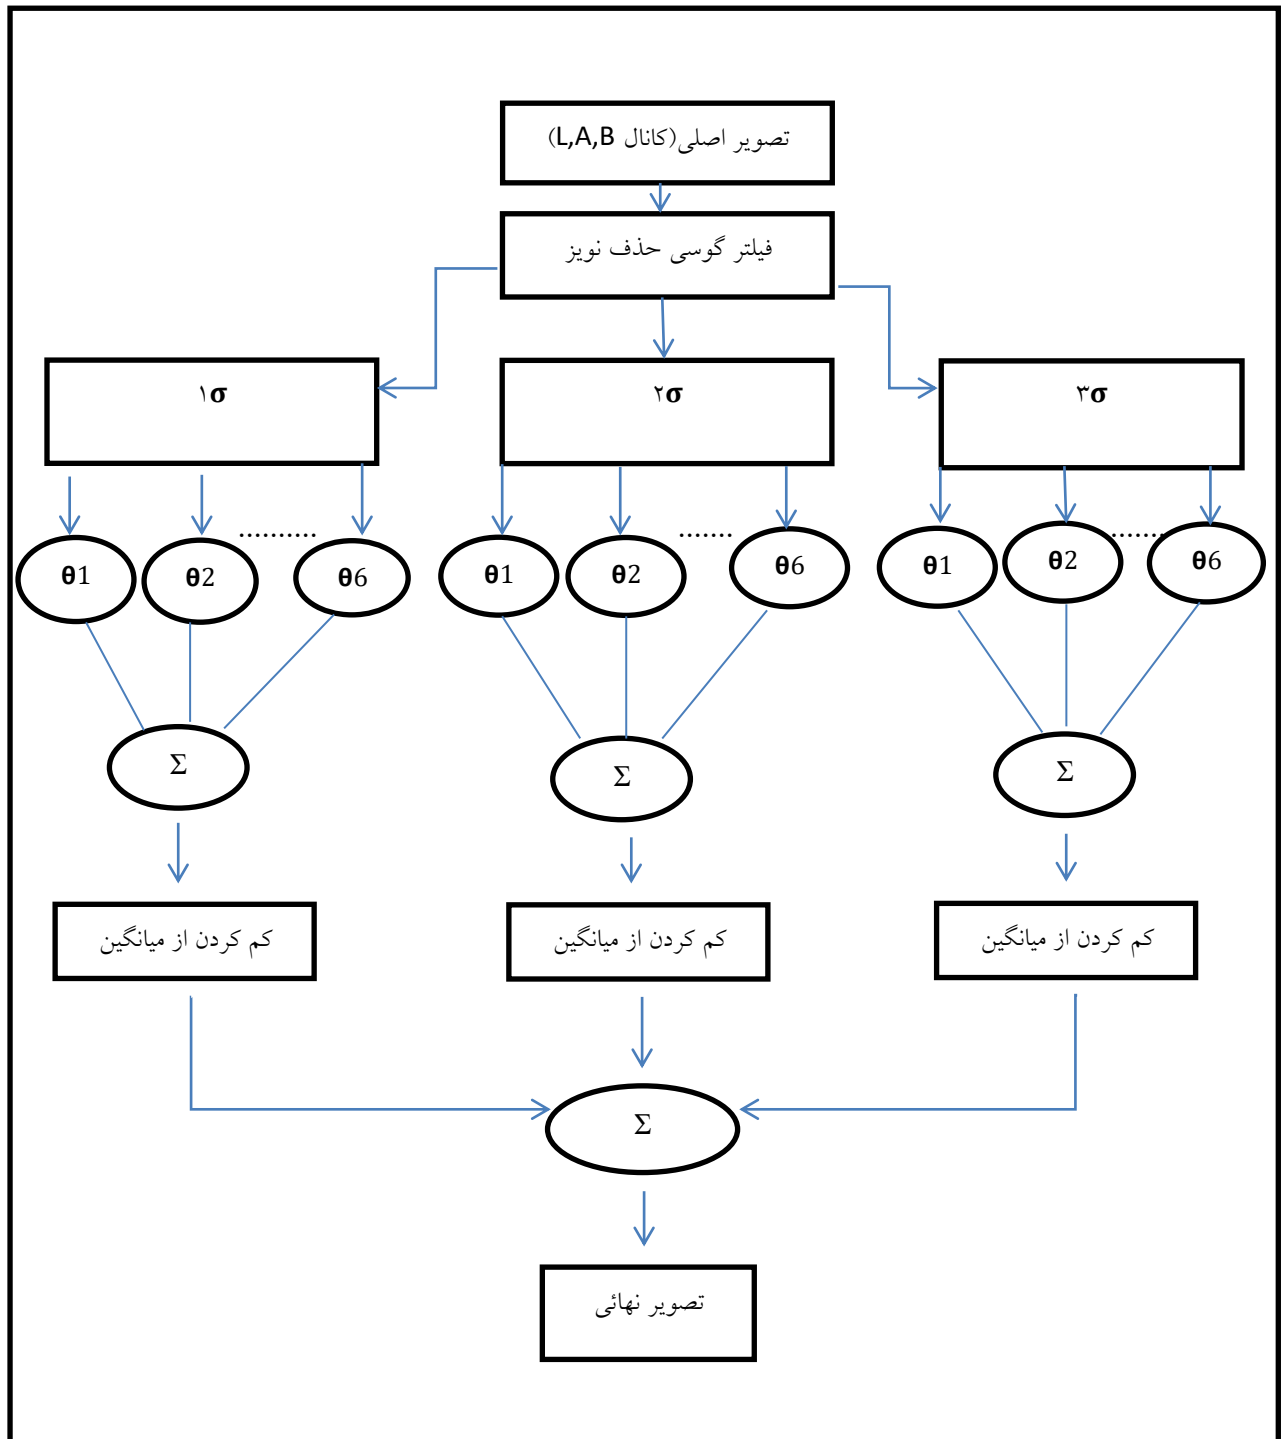 تصویر اصلی(کانال L,A,B)
فیلتر گوسی حذف نویز
۱σ
۲σ
۳σ
θ1
θ2
..........
θ6
θ1
θ2
.......
θ6
θ1
θ2
.......
θ6
Σ
Σ
Σ
کم کردن از میانگین
کم کردن از میانگین
کم کردن از میانگین
Σ
تصویر نهائی